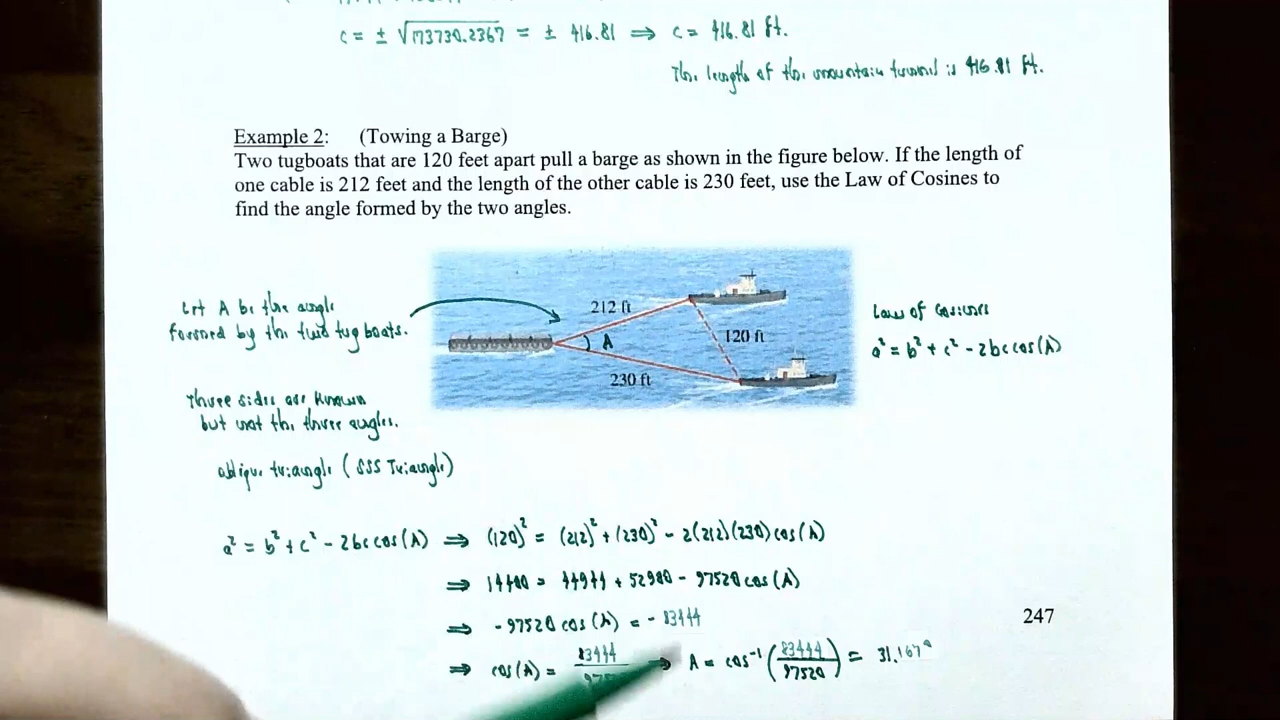 c = ± √173730.2367 = ± 416.81 ⇒ c = 416.81 ft.
The length of the mountain tunnel is 416.81 ft.
Example 2: (Towing a Barge)
Two tugboats that are 120 feet apart pull a barge as shown in the figure below. If the length of
one cable is 212 feet and the length of the other cable is 230 feet, use the Law of Cosines to
find the angle formed by the two angles.
Let A be the angle
formed by the tug boats.
212 ft
A
120 ft
230 ft
Law of Cosines
a² = b² + c² - 2bc cos(A)
Three sides are known
but not the three angles.
oblique triangle (SSS Triangle)
a² = b² + c² - 2bc cos(A) ⇒ (120)² = (212)² + (230)² - 2(212)(230) cos(A)
⇒ 14400 = 44944 + 52900 - 97520 cos(A)
⇒ -97520 cos(A) = -83444
⇒ cos(A) = 83444 ⇒ A = cos⁻¹(83444/97520) = 31.167°
247